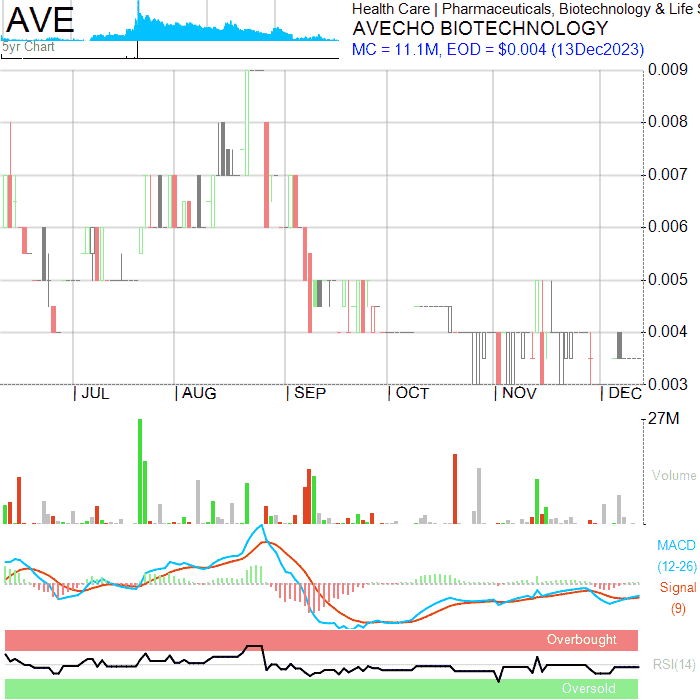 AVE
5yr Chart
Health Care | Pharmaceuticals, Biotechnology & Life S
AVECHO BIOTECHNOLOGY
MC = 11.1M, EOD = $0.004 (13Dec2023)
0.009
0.008
0.007
0.006
0.005
0.004
0.003
| JUL | AUG | SEP | OCT | NOV | DEC
27M
Volume
MACD
(12-26)
Signal
(9)
Overbought
RSI(14)
Oversold